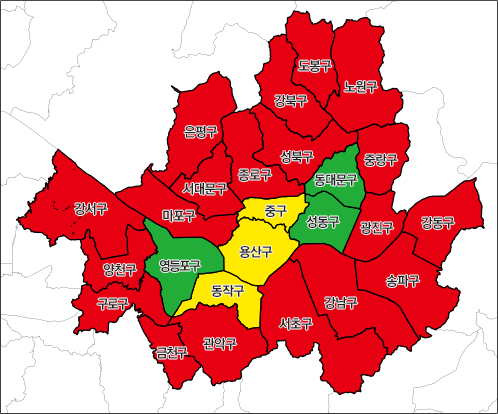 도봉구
노원구
강북구
은평구
성북구
중랑구
종로구
동대문구
서대문구
강서구
마포구
중구
성동구
광진구
강동구
용산구
양천구
영등포구
송파구
동작구
구로구
강남구
서초구
관악구
금천구